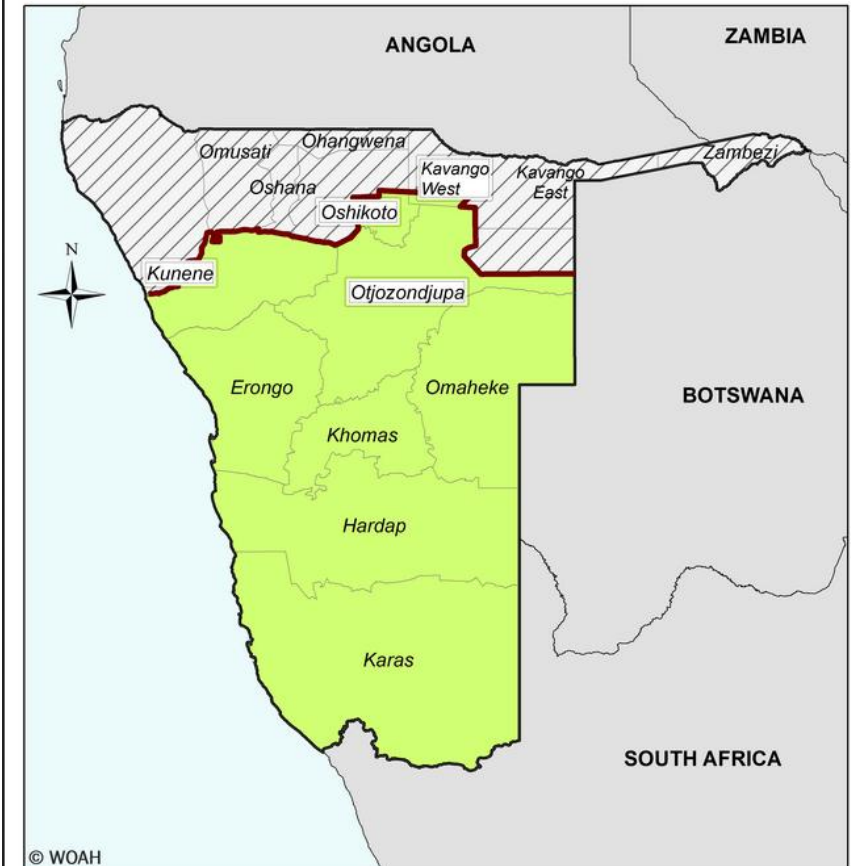 ANGOLA
ZAMBIA
Ohangwena
Omusati
Zambezi
Kavango
West
Kavango
East
Oshana
Oshikoto
N
Kunene
Otjozondjupa
Erongo
Omaheke
BOTSWANA
Khomas
Hardap
Karas
SOUTH AFRICA
© WOAH